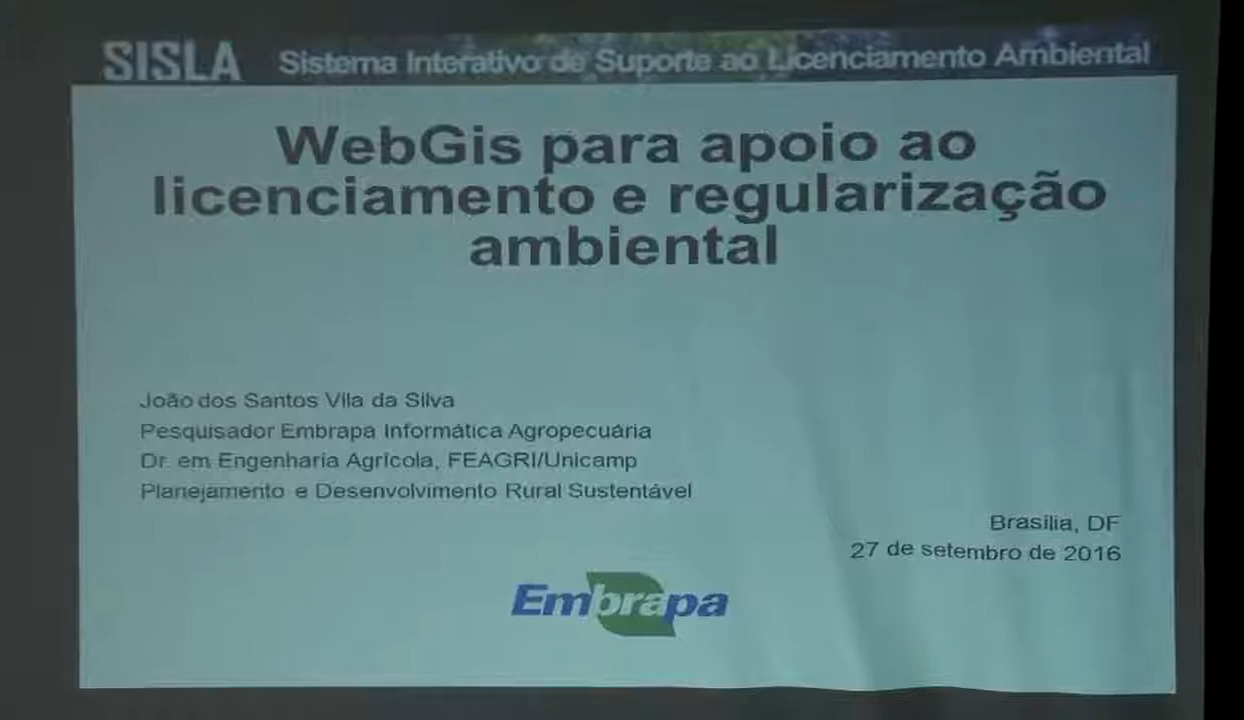 SISLA Sistema Interativo de Suporte ao Licenciamento Ambiental
WebGis para apoio ao
licenciamento e regularização
ambiental
João dos Santos Vila da Silva
Pesquisador Embrapa Informática Agropecuária
Dr. em Engenharia Agrícola, FEAGRI/Unicamp
Planejamento e Desenvolvimento Rural Sustentável
Brasília, DF
27 de setembro de 2016
Embrapa